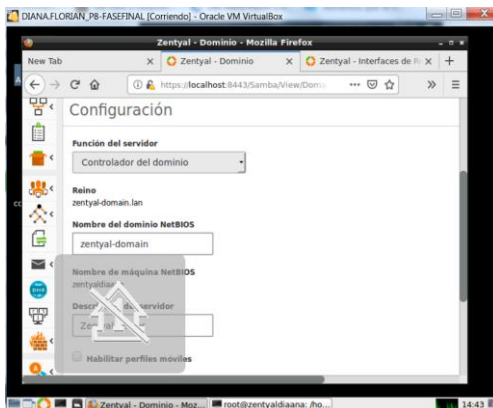 DIANA.FLORIAN_P8-FASEFINAL [Corriendo] - Oracle VM VirtualBox
Zentyal - Dominio - Mozilla Firefox
New Tab
Zentyal - Dominio
Zentyal - Interfaces de R
https://localhost:8443/Samba/View/Dom
Configuración
Función del servidor
Controlador del dominio
Reino
zentyal-domain.lan
Nombre del dominio NetBIOS
zentyal-domain
Nombre de máquina NetBIOS
zentyaldiaana
servidor
Habilitar perfiles móviles
Zentyal - Dominio - Moz...
root@zentyaldiaana: /ho...
14:43